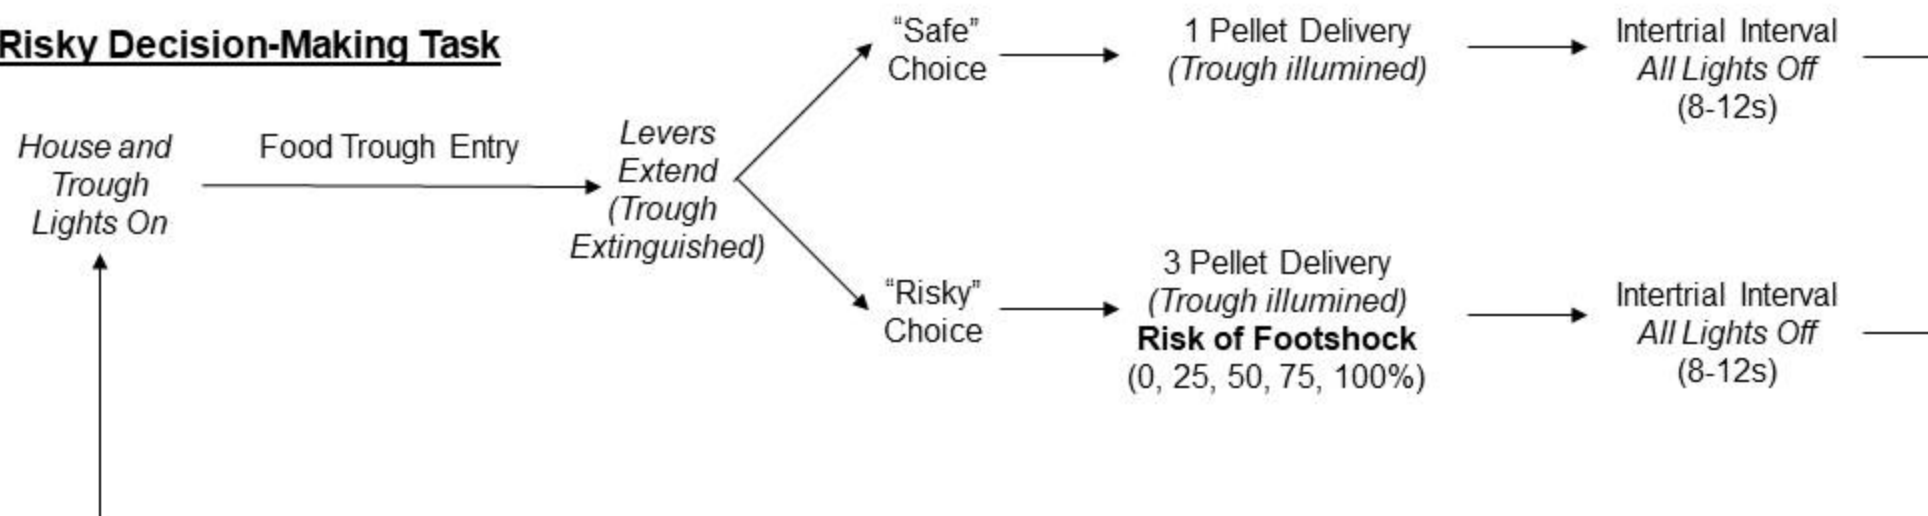 Risky Decision-Making Task
House and
Trough
Lights On
Food Trough Entry
Levers
Extend
(Trough
Extinguished)
“Safe”
Choice
1 Pellet Delivery
(Trough illumined)
Intertrial Interval
All Lights Off
(8-12s)
“Risky”
Choice
3 Pellet Delivery
(Trough illumined)
Risk of Footshock
(0, 25, 50, 75, 100%)
Intertrial Interval
All Lights Off
(8-12s)